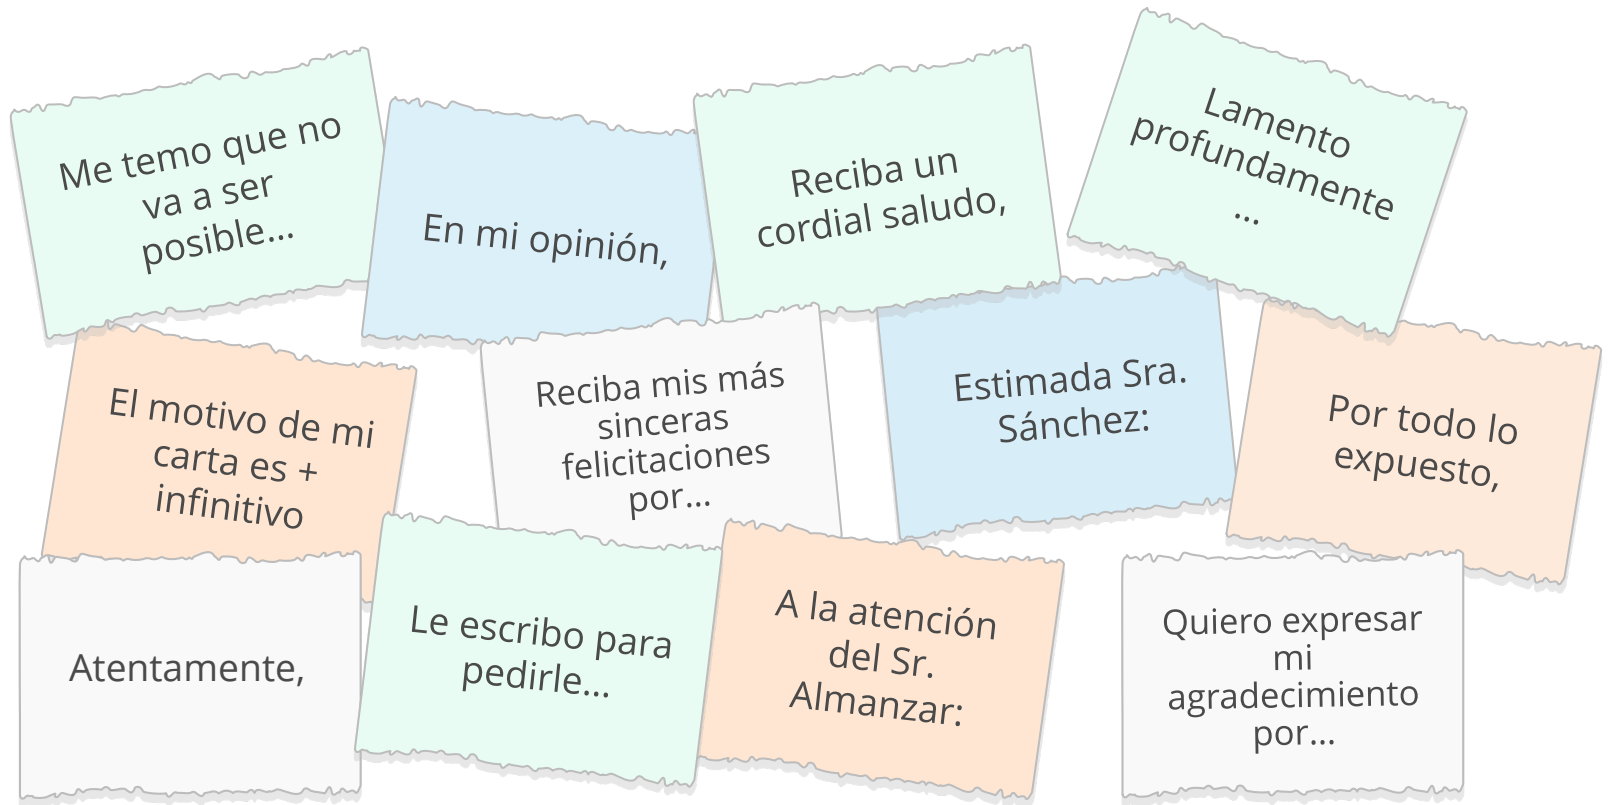 Me temo que no
va a ser
posible...
En mi opinión,
Reciba un
cordial saludo,
Lamento
profundamente
...
El motivo de mi
carta es +
infinitivo
Reciba mis más
sinceras
felicitaciones
por...
Estimada Sra.
Sánchez:
Por todo lo
expuesto,
Atentamente,
Le escribo para
pedirle...
A la atención
del Sr.
Almanzar:
Quiero expresar
mi
agradecimiento
por...